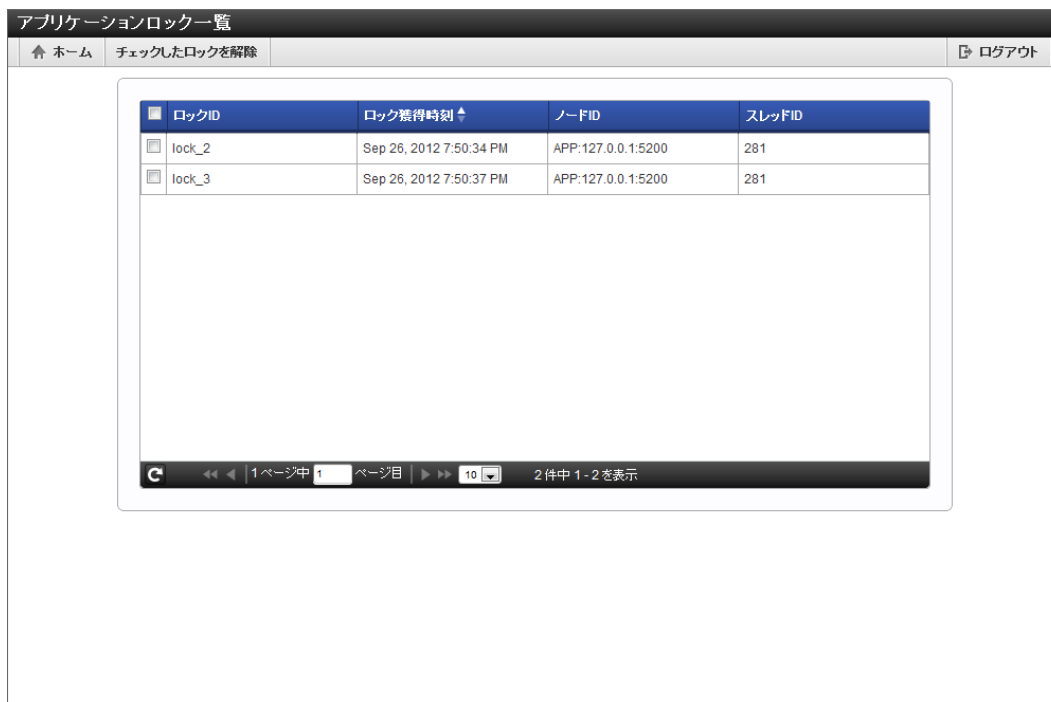 アプリケーションロック一覧
ホーム チェックしたロックを解除 ログアウト
ロックID ロック獲得時刻 ノードID スレッドID
lock_2 Sep 26, 2012 7:50:34 PM APP:127.0.0.1:5200 281
lock_3 Sep 26, 2012 7:50:37 PM APP:127.0.0.1:5200 281
1 ページ中 1 ページ目 10 2 件中 1 - 2 を表示